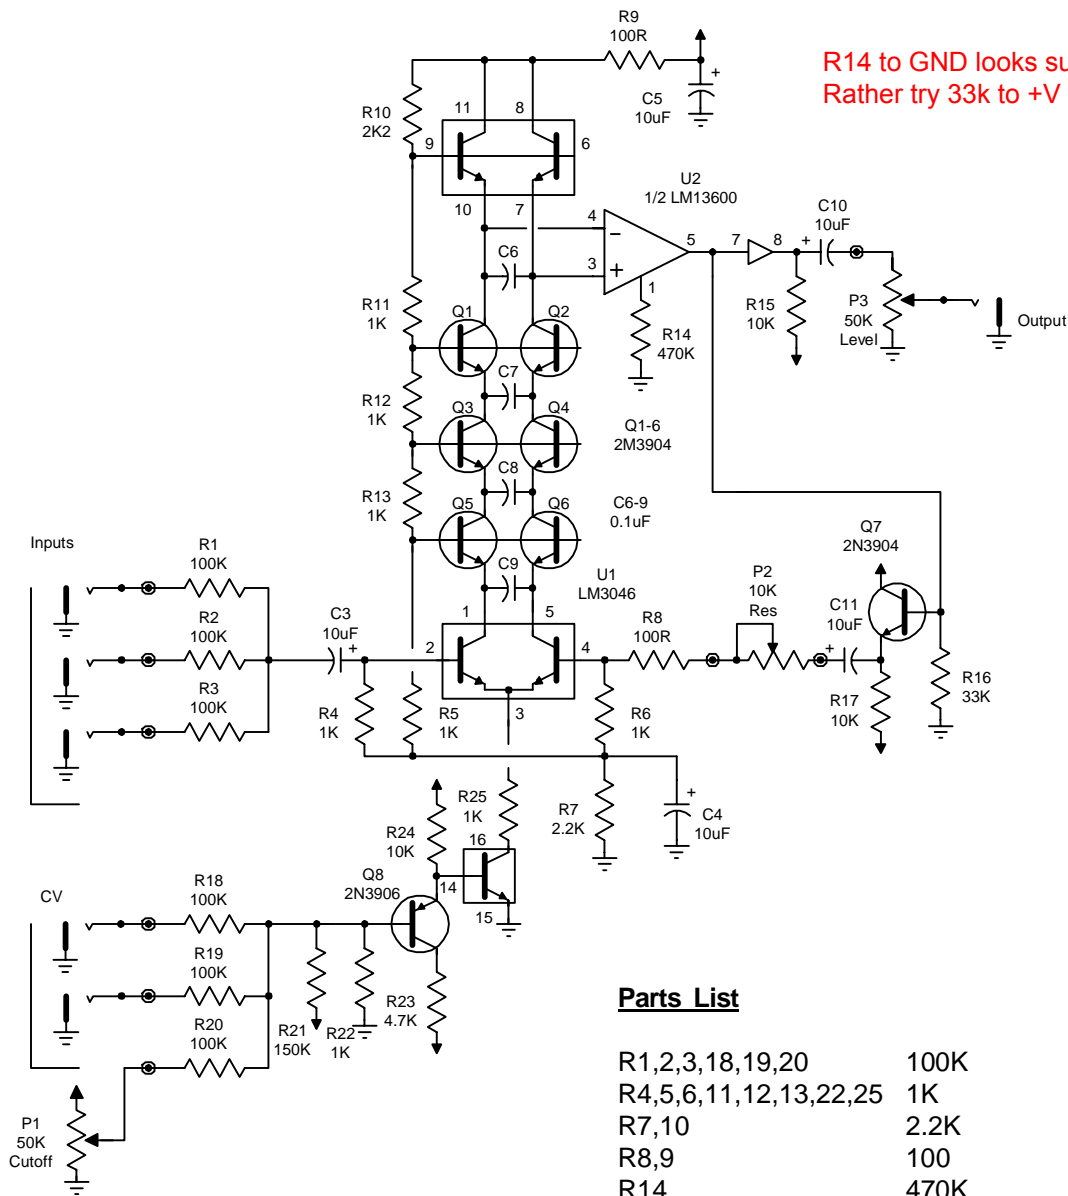 R9
100R
R14 to GND looks
Rather try 33k to +V
R10
2K2
11
8
C5
10uF
+
9
6
U2
1/2 LM13600
10
7
4
C10
10uF
+
5
7
8
C6
3
1
R11
1K
Q1
Q2
R14
470K
R15
10K
P3
50K
Level
Output
C7
R12
1K
Q3
Q4
Q1-6
2M3904
C8
R13
1K
Q5
Q6
C6-9
0.1uF
Q7
2N3904
Inputs
R1
100K
C9
U1
LM3046
P2
10K
Res
R2
100K
C3
10uF
+
1
5
R8
100R
C11
10uF
+
2
4
R3
100K
R16
33K
R4
1K
R5
1K
3
R6
1K
R17
10K
R25
1K
R7
2.2K
+
C4
10uF
R24
10K
16
Q8
2N3906
14
15
CV
R18
100K
R19
100K
R20
100K
R21
150K
R22
1K
R23
4.7K
P1
50K
Cutoff
Parts List
R1,2,3,18,19,20 100K
R4,5,6,11,12,13,22,25 1K
R7,10 2.2K
R8,9 100
R14 470K